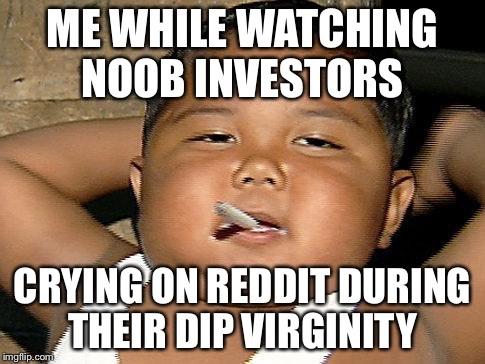 ME WHILE WATCHING
NOOB INVESTORS
CRYING ON REDDIT DURING
THEIR DIP VIRGINITY
imgflip.com